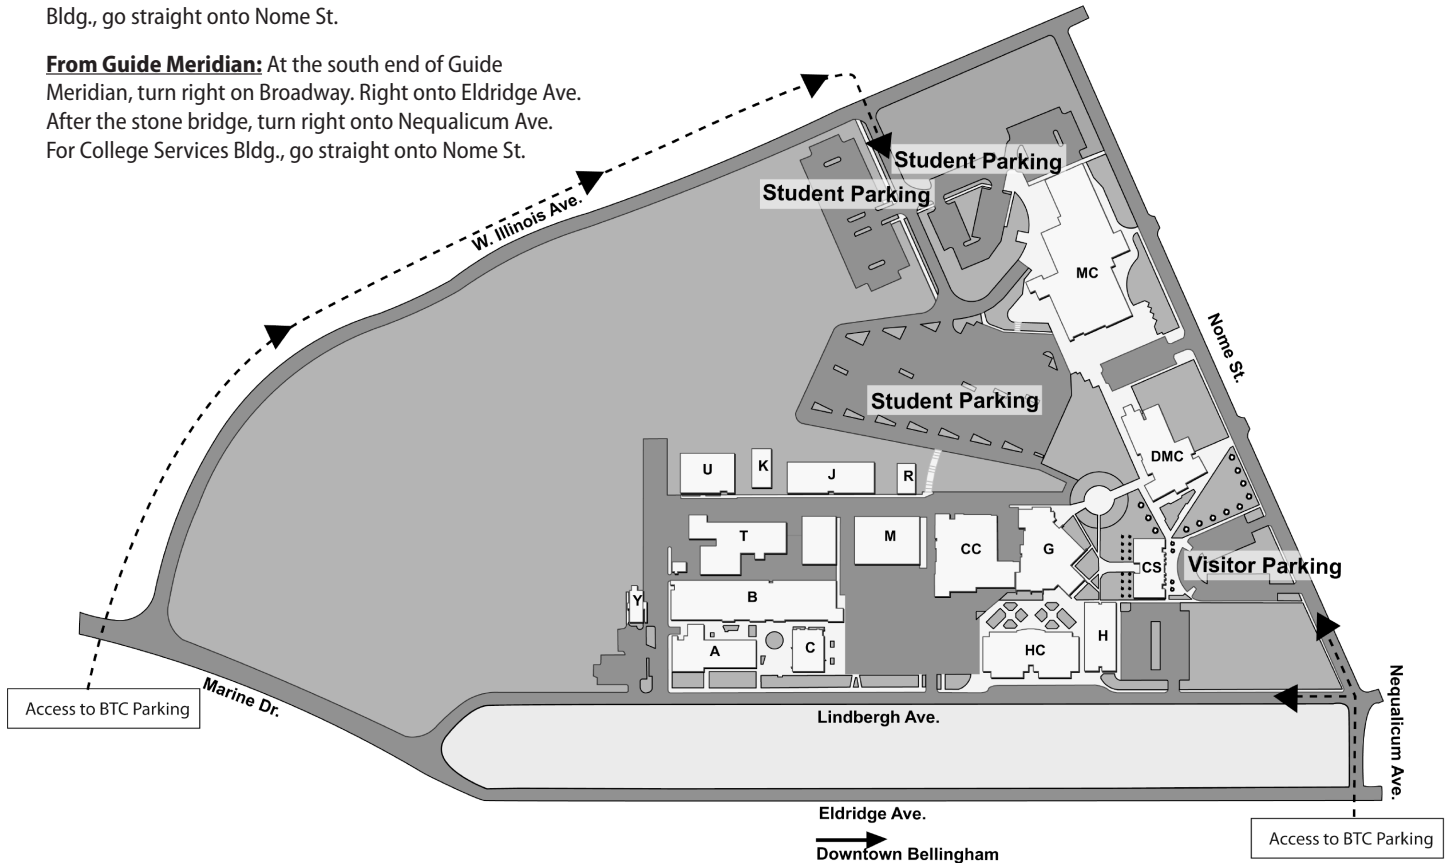 Bldg., go straight onto Nome St.
From Guide Meridian: At the south end of Guide
Meridian, turn right on Broadway. Right onto Eldridge Ave.
After the stone bridge, turn right onto Nequalicum Ave.
For College Services Bldg., go straight onto Nome St.
Student Parking
Student Parking
W. Illinois Ave.
MC
Nome St.
Student Parking
DMC
U
K
J
R
T
M
CC
G
CS
Visitor Parking
Y
B
A
C
HC
H
Marine Dr.
Access to BTC Parking
Lindbergh Ave.
Nequalicum Ave.
Eldridge Ave.
Downtown Bellingham
Access to BTC Parking